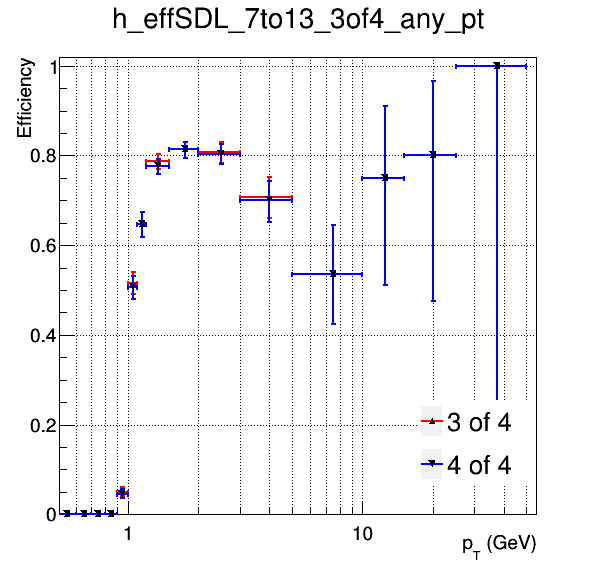 h_effSDL_7to13_3of4_any_pt
Efficiency
1
0.8
0.6
0.4
0.2
0
3 of 4
4 of 4
1
10
p_T (GeV)